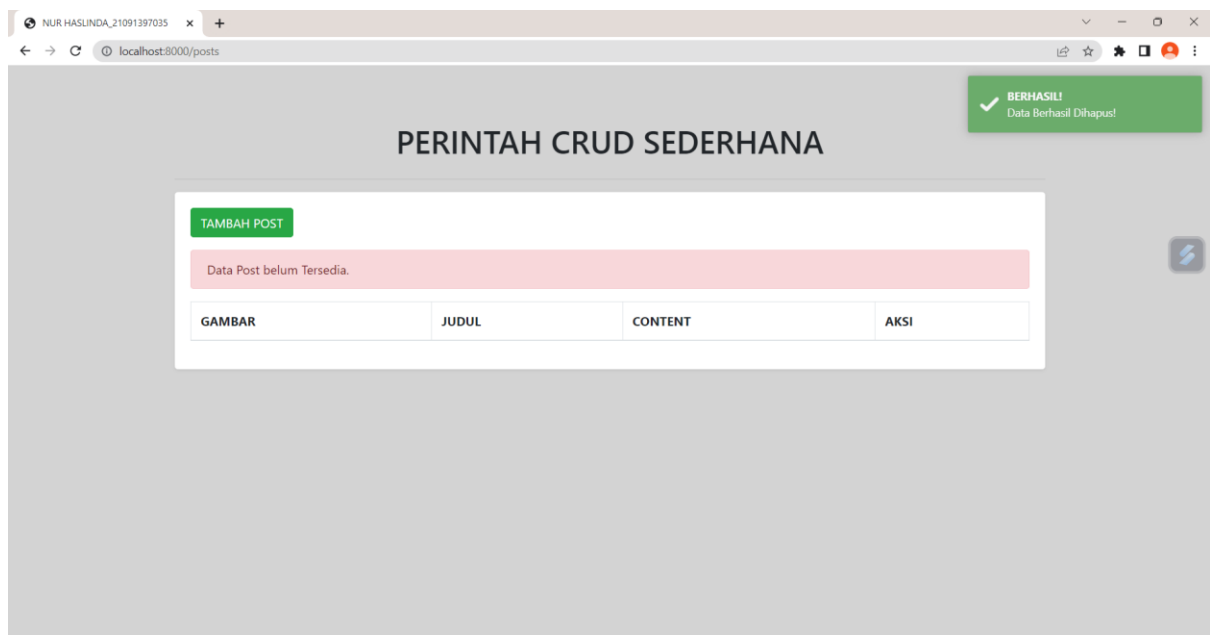 NUR HASLINDA_21091397035
localhost:8000/posts
BERHASIL!
Data Berhasil Dihapus!
PERINTAH CRUD SEDERHANA
TAMBAH POST
Data Post belum Tersedia.
GAMBAR JUDUL CONTENT AKSI